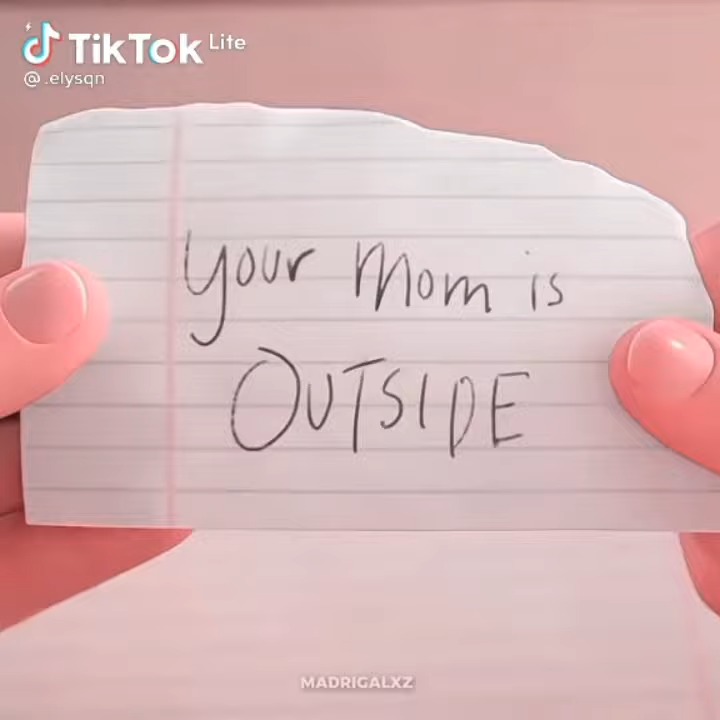 TikTok Lite
@.elysqn
your Mom is
OUTSIDE
MADRIGALXZ